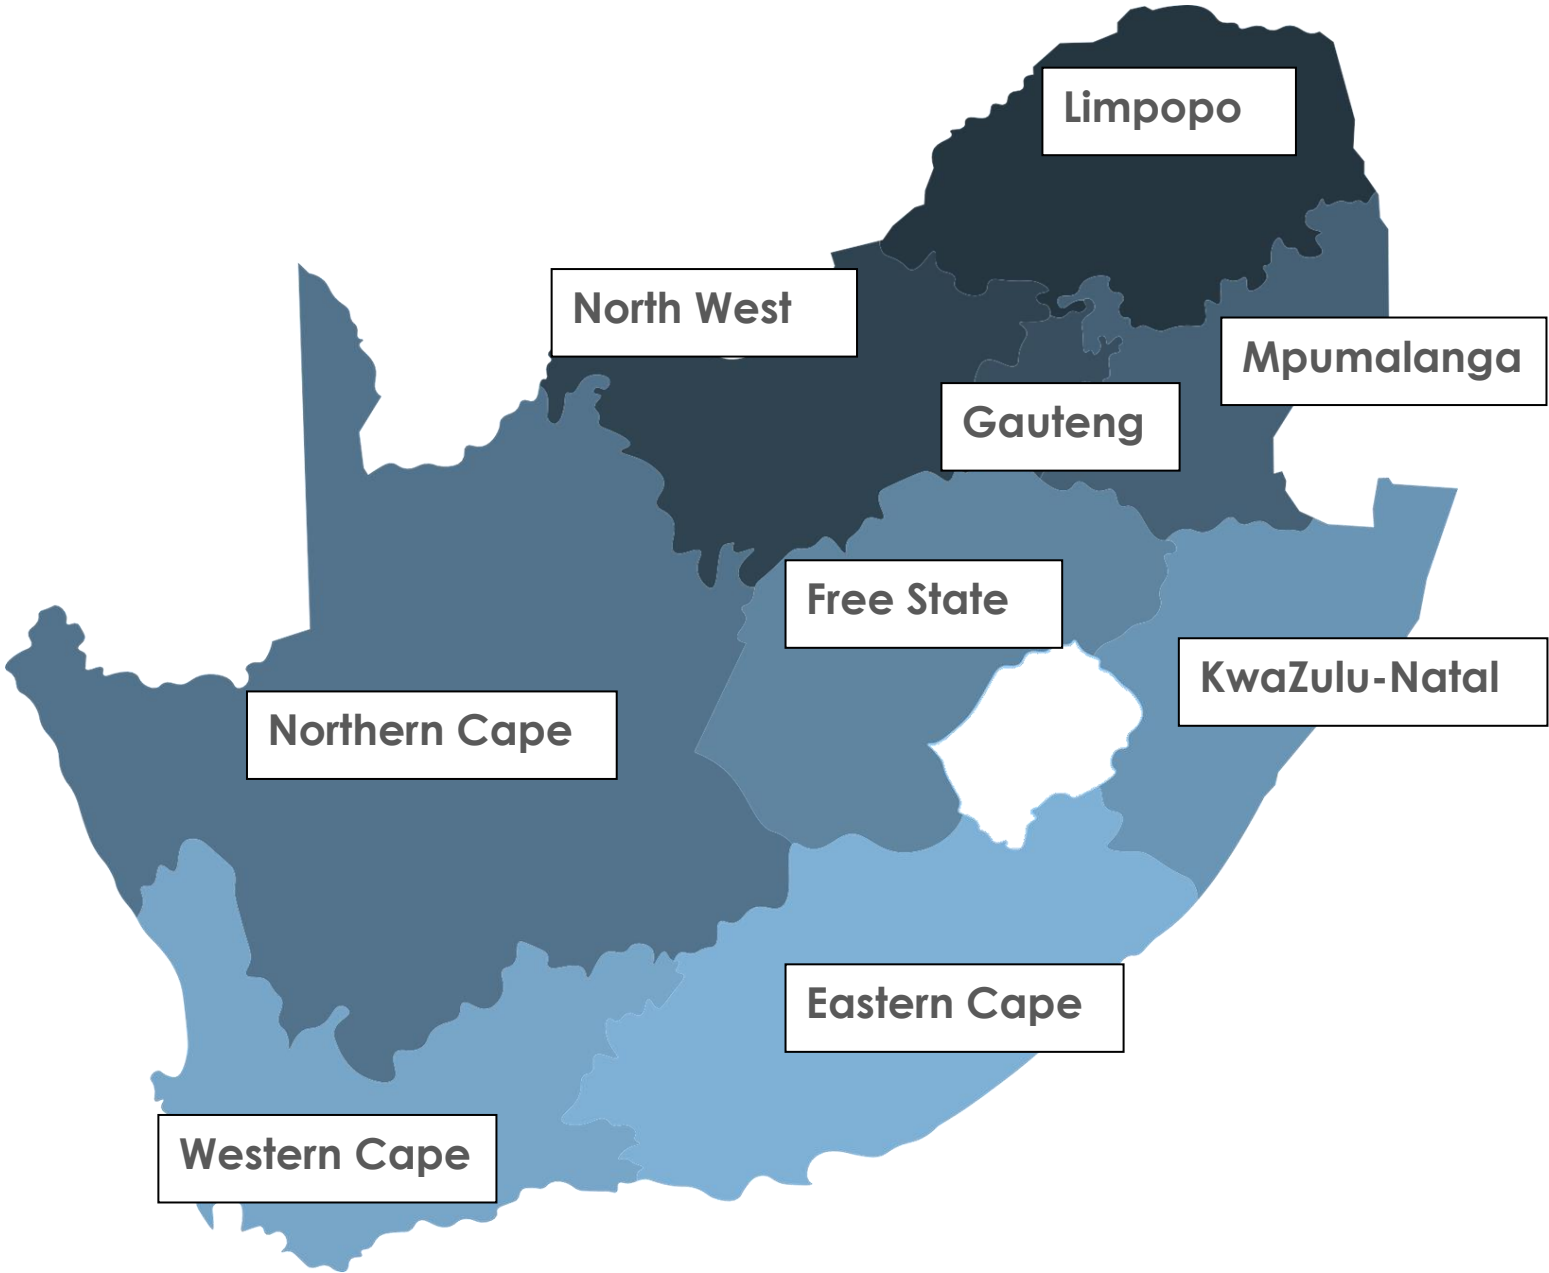 Limpopo
North West
Mpumalanga
Gauteng
Free State
KwaZulu-Natal
Northern Cape
Eastern Cape
Western Cape